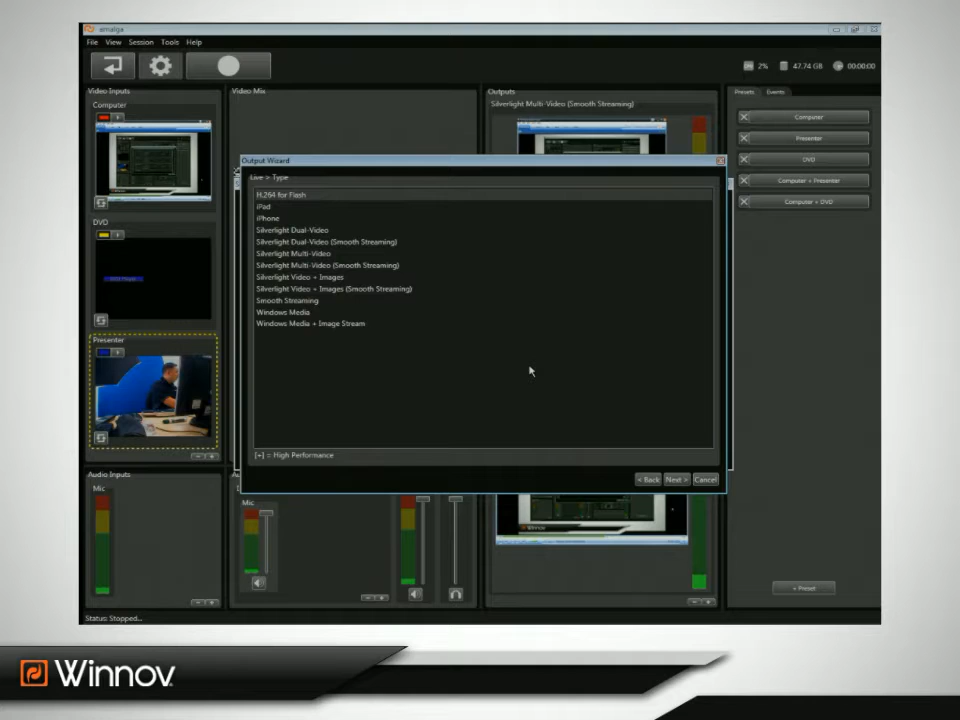 amalga
File View Session Tools Help
2% 47.74 GB 00:00:00
Video Inputs
Computer
DVD
Presenter
Video Mix
Outputs
Silverlight Multi-Video (Smooth Streaming)
Presets Events
Computer
Presenter
DVD
Computer + Presenter
Computer + DVD
+ Preset
Output Wizard
Live > Type
H.264 for Flash
iPad
iPhone
Silverlight Dual-Video
Silverlight Dual-Video (Smooth Streaming)
Silverlight Multi-Video
Silverlight Multi-Video (Smooth Streaming)
Silverlight Video + Images
Silverlight Video + Images (Smooth Streaming)
Smooth Streaming
Windows Media
Windows Media + Image Stream
[+] = High Performance
< Back Next > Cancel
Audio Inputs
Mic
Mic
Winnov
Status: Stopped...
Winnov